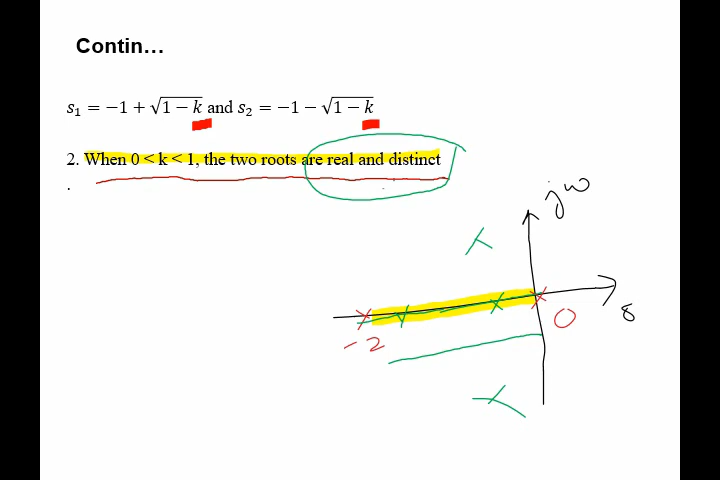 Contin…
s₁ = −1 + √(1 − k) and s₂ = −1 − √(1 − k)
2. When 0 < k < 1, the two roots are real and distinct
.
jω
0
-2